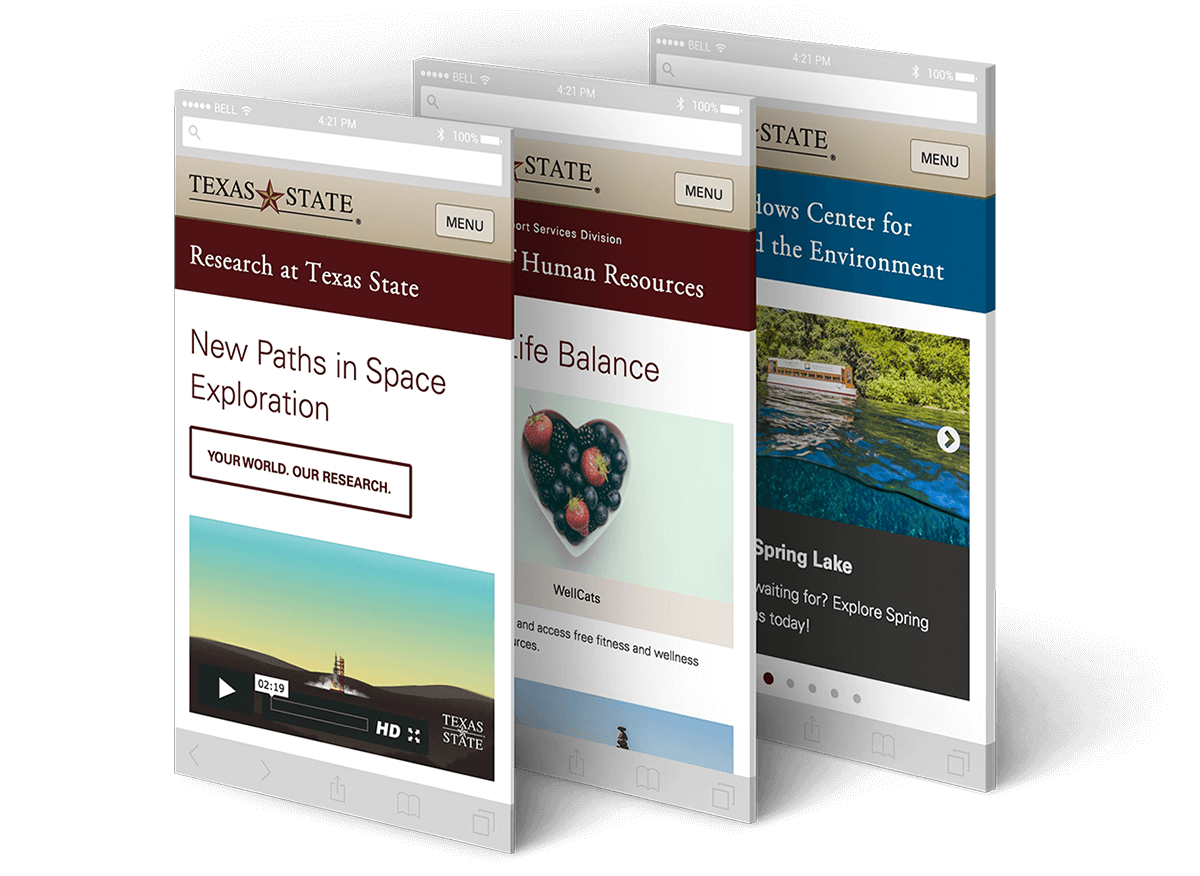 BELL
4:21 PM
100%
TEXAS STATE
®
MENU
Research at Texas State
New Paths in Space
Exploration
YOUR WORLD. OUR RESEARCH.
02:19
HD
TEXAS
STATE
BELL
4:21 PM
100%
STATE
®
MENU
ort Services Division
Human Resources
Life Balance
WellCats
and access free fitness and wellness
rces.
BELL
4:21 PM
100%
STATE
®
MENU
dows Center for
d the Environment
Spring Lake
waiting for? Explore Spring
us today!